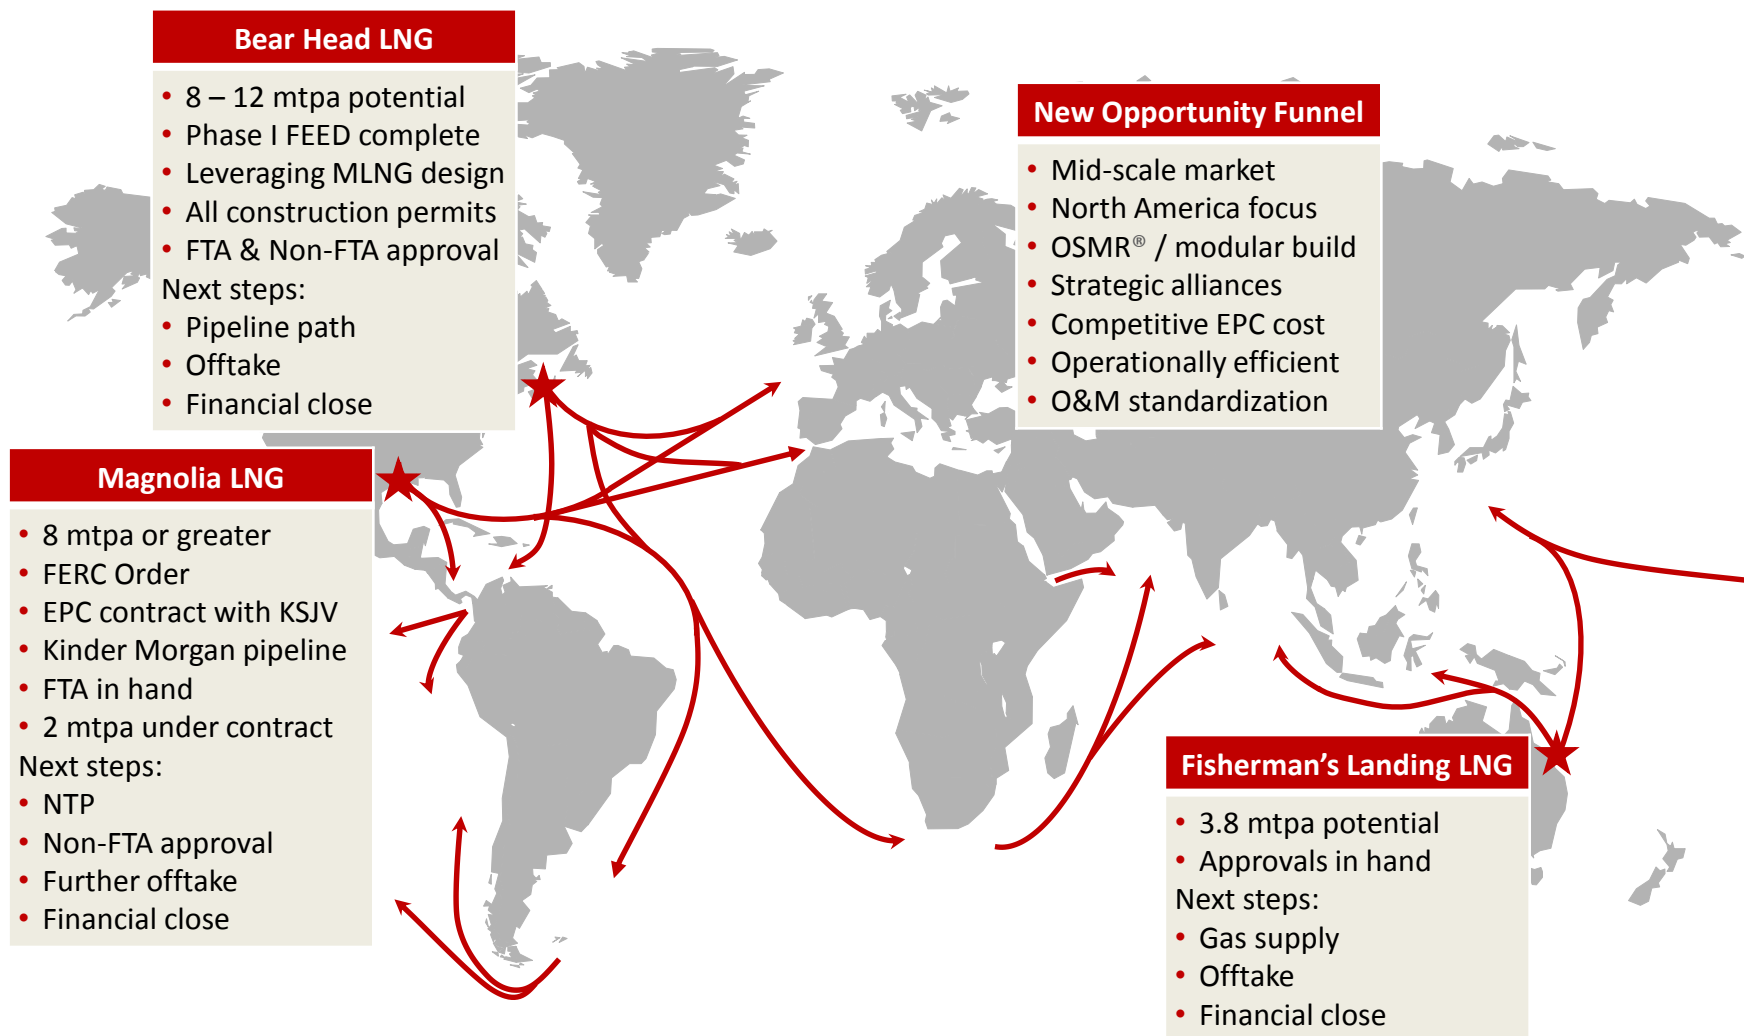 Bear Head LNG
• 8 – 12 mtpa potential
• Phase I FEED complete
• Leveraging MLNG design
• All construction permits
• FTA & Non-FTA approval
Next steps:
• Pipeline path
• Offtake
• Financial close
New Opportunity Funnel
• Mid-scale market
• North America focus
• OSMR® / modular build
• Strategic alliances
• Competitive EPC cost
• Operationally efficient
• O&M standardization
Magnolia LNG
• 8 mtpa or greater
• FERC Order
• EPC contract with KSJV
• Kinder Morgan pipeline
• FTA in hand
• 2 mtpa under contract
Next steps:
• NTP
• Non-FTA approval
• Further offtake
• Financial close
Fisherman’s Landing LNG
• 3.8 mtpa potential
• Approvals in hand
Next steps:
• Gas supply
• Offtake
• Financial close